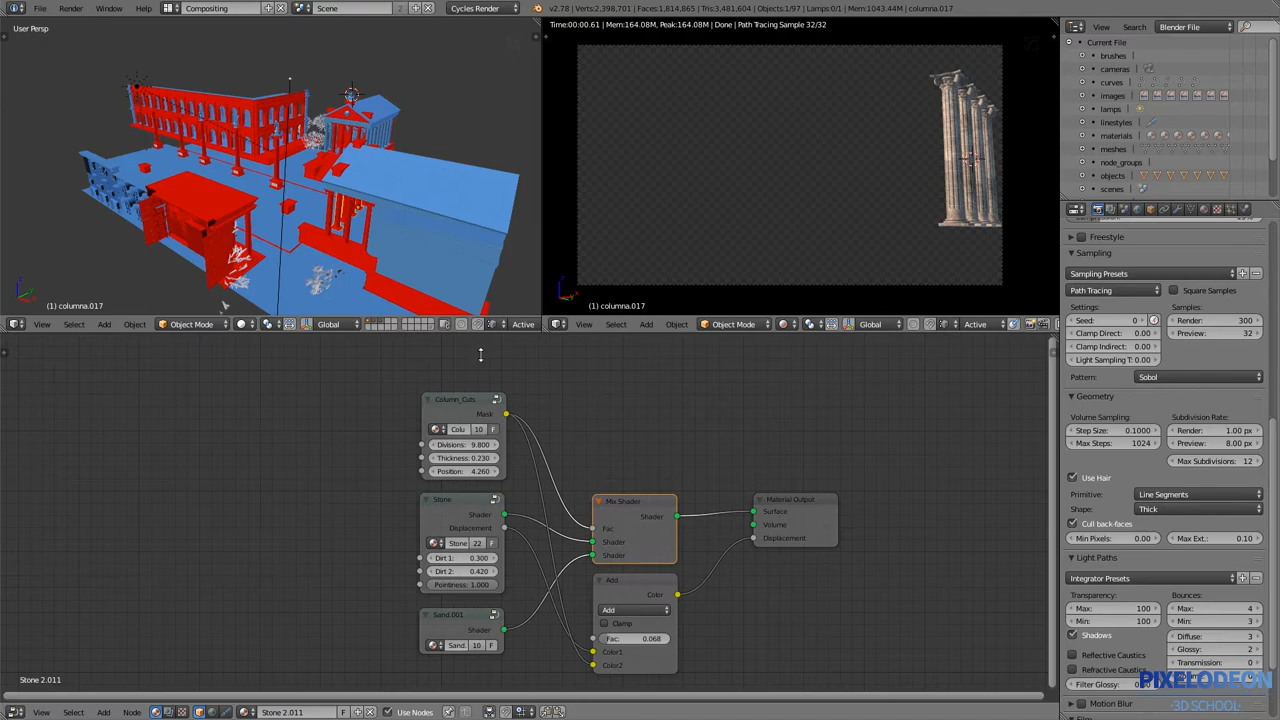 File Render Window Help Compositing Scene 2 Cycles Render v2.78 | Verts:2,398,701 | Faces:1,814,865 | Tris:3,481,604 | Objects:1/97 | Lamps:0/1 | Mem:1043.44M | columna.017
User Persp
Time:00:00.61 | Mem:164.08M, Peak:164.08M | Done | Path Tracing Sample 32/32
View Search Blender File
Current File
brushes
cameras
curves
images
lamps
linestyles
materials
meshes
node_groups
objects
scenes
Freestyle
Sampling
Sampling Presets
Path Tracing Square Samples
Settings: Samples:
Seed: 0 Render: 300
Clamp Direct: 0.00 Preview: 32
Clamp Indirect: 0.00
Light Sampling T: 0.00
Pattern: Sobol
Geometry
Volume Sampling: Subdivision Rate:
Step Size: 0.1000 Render: 1.00 px
Max Steps: 1024 Preview: 8.00 px
Max Subdivisions: 12
Use Hair
Primitive: Line Segments
Shape: Thick
Cull back-faces
Min Pixels: 0.00 Max Ext.: 0.10
Light Paths
Integrator Presets
Transparency: Bounces:
Max: 100 Max: 4
Min: 100 Min: 3
Shadows Diffuse: 3
Glossy: 2
Reflective Caustics Transmission: 0
Refractive Caustics
Filter Glossy:
Motion Blur
(1) columna.017
(1) columna.017
View Select Add Object Object Mode Global Active
View Select Add Object Object Mode Global Active
Column_Cuts
Mask
Colu 10 F
Divisions: 9.800
Thickness: 0.230
Position: 4.260
Stone
Shader
Displacement
Stone 22 F
Dirt 1: 0.300
Dirt 2: 0.420
Pointiness: 1.000
Sand.001
Shader
Sand. 10 F
Mix Shader
Shader
Fac
Shader
Shader
Add
Color
Add
Clamp
Fac: 0.068
Color1
Color2
Material Output
Surface
Volume
Displacement
Stone 2.011
View Select Add Node Stone 2.011 F Use Nodes
PIXELODEON
3D SCHOOL